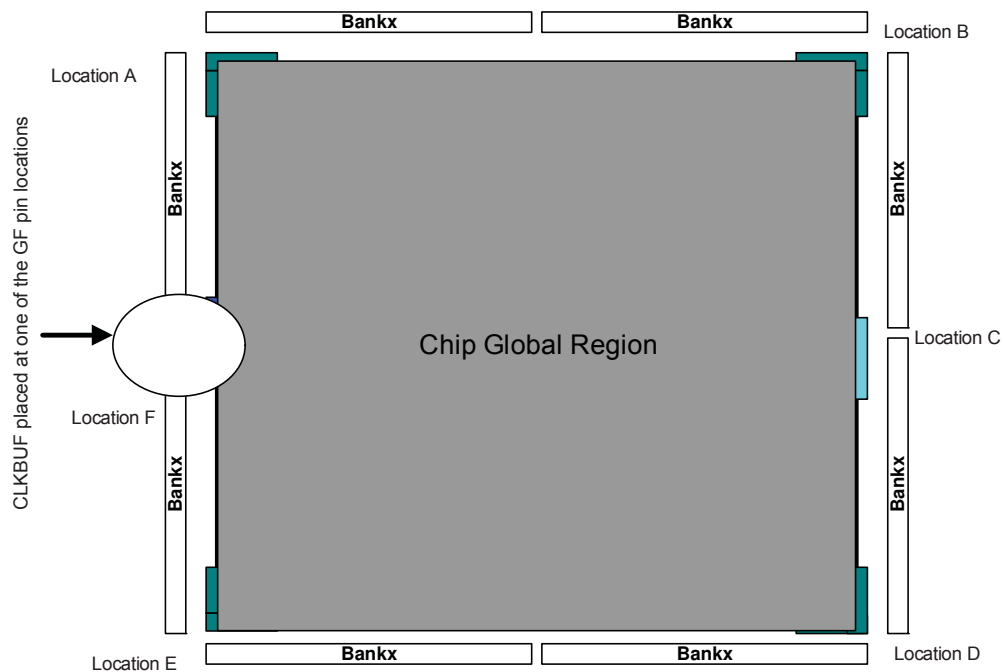 Bankx
Bankx
Location B
Location A
CLKBUF placed at one of the GF pin locations
Bankx
Bankx
Chip Global Region
Location C
Location F
Bankx
Bankx
Bankx
Bankx
Location D
Location E